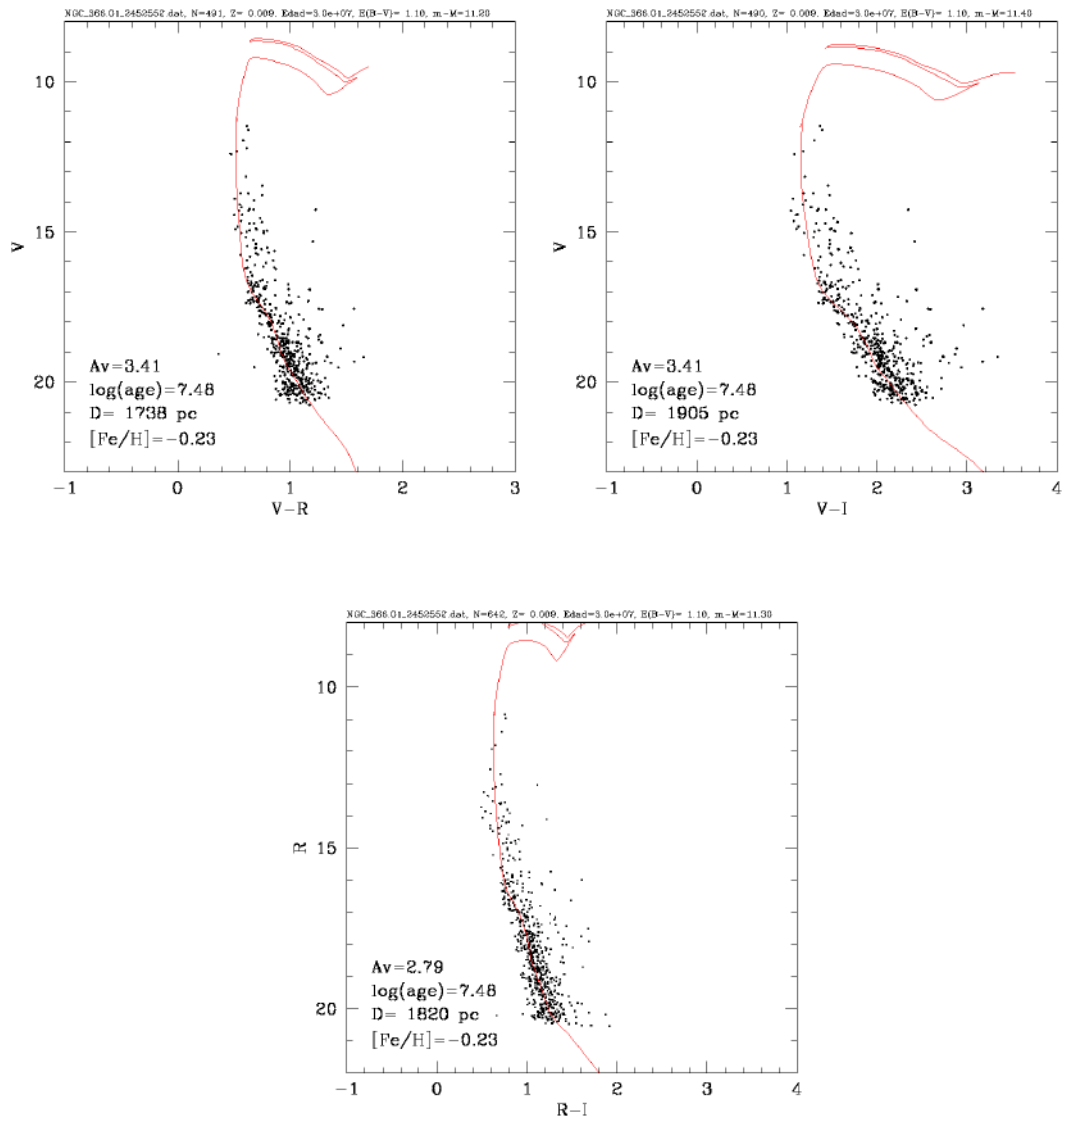 NGC_366.01_2452552.dat, N=491, Z= 0.009, Edad=3.0e+07, E(B-V)= 1.10, m-M=11.20
10
15
20
V
Av=3.41
log(age)=7.48
D= 1738 pc
[Fe/H]=-0.23
-1 0 1 2 3
V-R
NGC_366.01_2452552.dat, N=490, Z= 0.009, Edad=3.0e+07, E(B-V)= 1.10, m-M=11.40
10
15
20
V
Av=3.41
log(age)=7.48
D= 1905 pc
[Fe/H]=-0.23
-1 0 1 2 3 4
V-I
NGC_366.01_2452552.dat, N=642, Z= 0.009, Edad=3.0e+07, E(B-V)= 1.10, m-M=11.30
10
15
20
R
Av=2.79
log(age)=7.48
D= 1820 pc
[Fe/H]=-0.23
-1 0 1 2 3 4
R-I